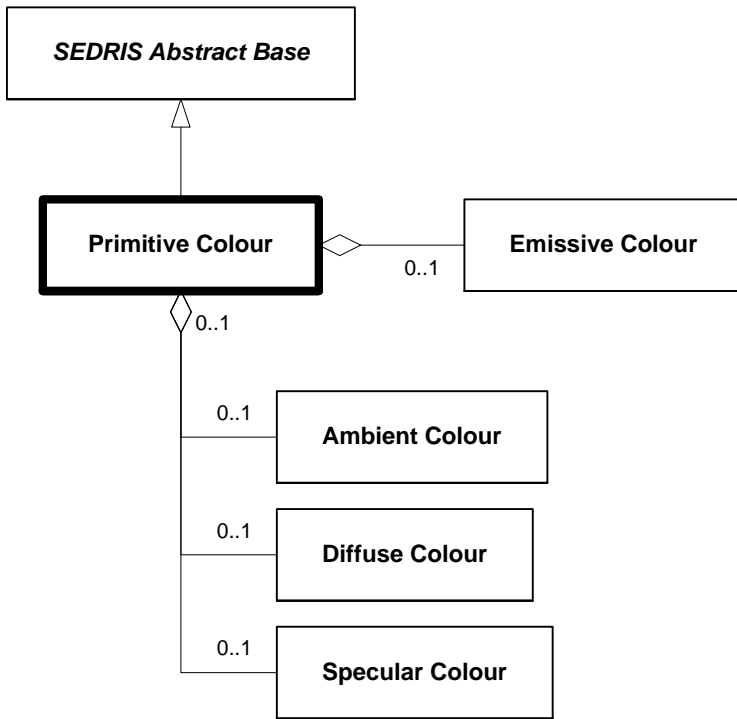 SEDRIS Abstract Base
Primitive Colour
Emissive Colour
0..1
0..1
0..1
Ambient Colour
0..1
Diffuse Colour
0..1
Specular Colour